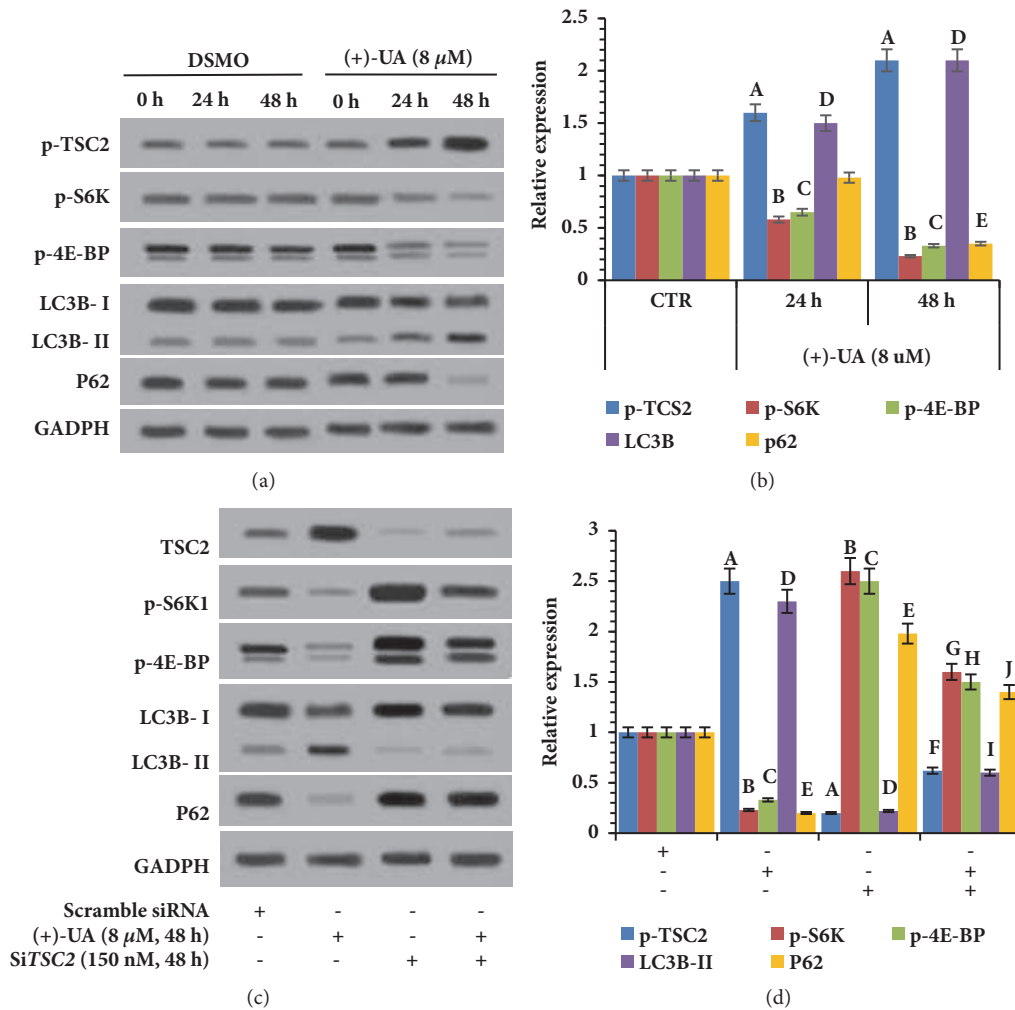 DSMO (+)-UA (8 μM)
0 h 24 h 48 h 0 h 24 h 48 h
p-TSC2
p-S6K
p-4E-BP
LC3B- I
LC3B- II
P62
GADPH
(a)
Relative expression
2.5
2
1.5
1
0.5
0
A B C D
A B C D E
CTR 24 h 48 h
(+)-UA (8 uM)
p-TCS2 p-S6K p-4E-BP
LC3B p62
(b)
TSC2
p-S6K1
p-4E-BP
LC3B- I
LC3B- II
P62
GADPH
Scramble siRNA + - - -
(+)-UA (8 μM, 48 h) - + - +
SiTSC2 (150 nM, 48 h) - - + +
(c)
Relative expression
3
2.5
2
1.5
1
0.5
0
A B C D E
A B C D E
F G H I J
+ - - -
- + - +
- - + +
p-TSC2 p-S6K p-4E-BP
LC3B-II P62
(d)